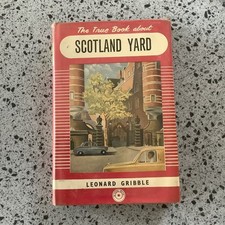 The True Book about
SCOTLAND YARD
LEONARD GRIBBLE